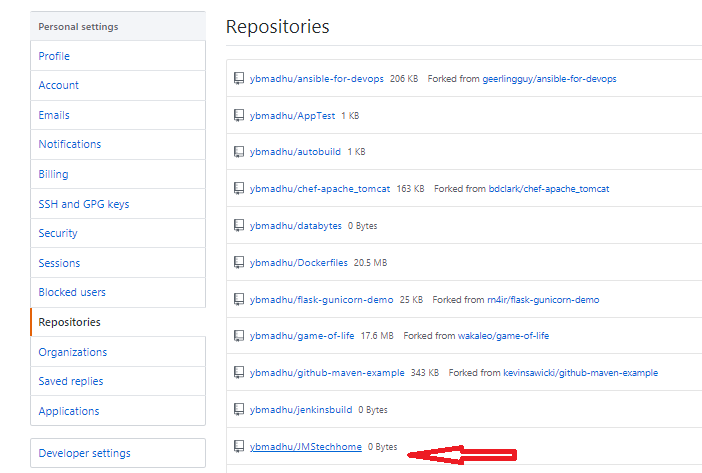 Personal settings
Profile
Account
Emails
Notifications
Billing
SSH and GPG keys
Security
Sessions
Blocked users
Repositories
Organizations
Saved replies
Applications
Developer settings
Repositories
ybmadhu/ansible-for-devops 206 KB Forked from geerlingguy/ansible-for-devops
ybmadhu/AppTest 1 KB
ybmadhu/autobuild 1 KB
ybmadhu/chef-apache_tomcat 163 KB Forked from bdclark/chef-apache_tomcat
ybmadhu/databytes 0 Bytes
ybmadhu/Dockerfiles 20.5 MB
ybmadhu/flask-gunicorn-demo 25 KB Forked from rn4ir/flask-gunicorn-demo
ybmadhu/game-of-life 17.6 MB Forked from wakaleo/game-of-life
ybmadhu/github-maven-example 343 KB Forked from kevinsawicki/github-maven-example
ybmadhu/jenkinsbuild 0 Bytes
ybmadhu/JMStechhome 0 Bytes